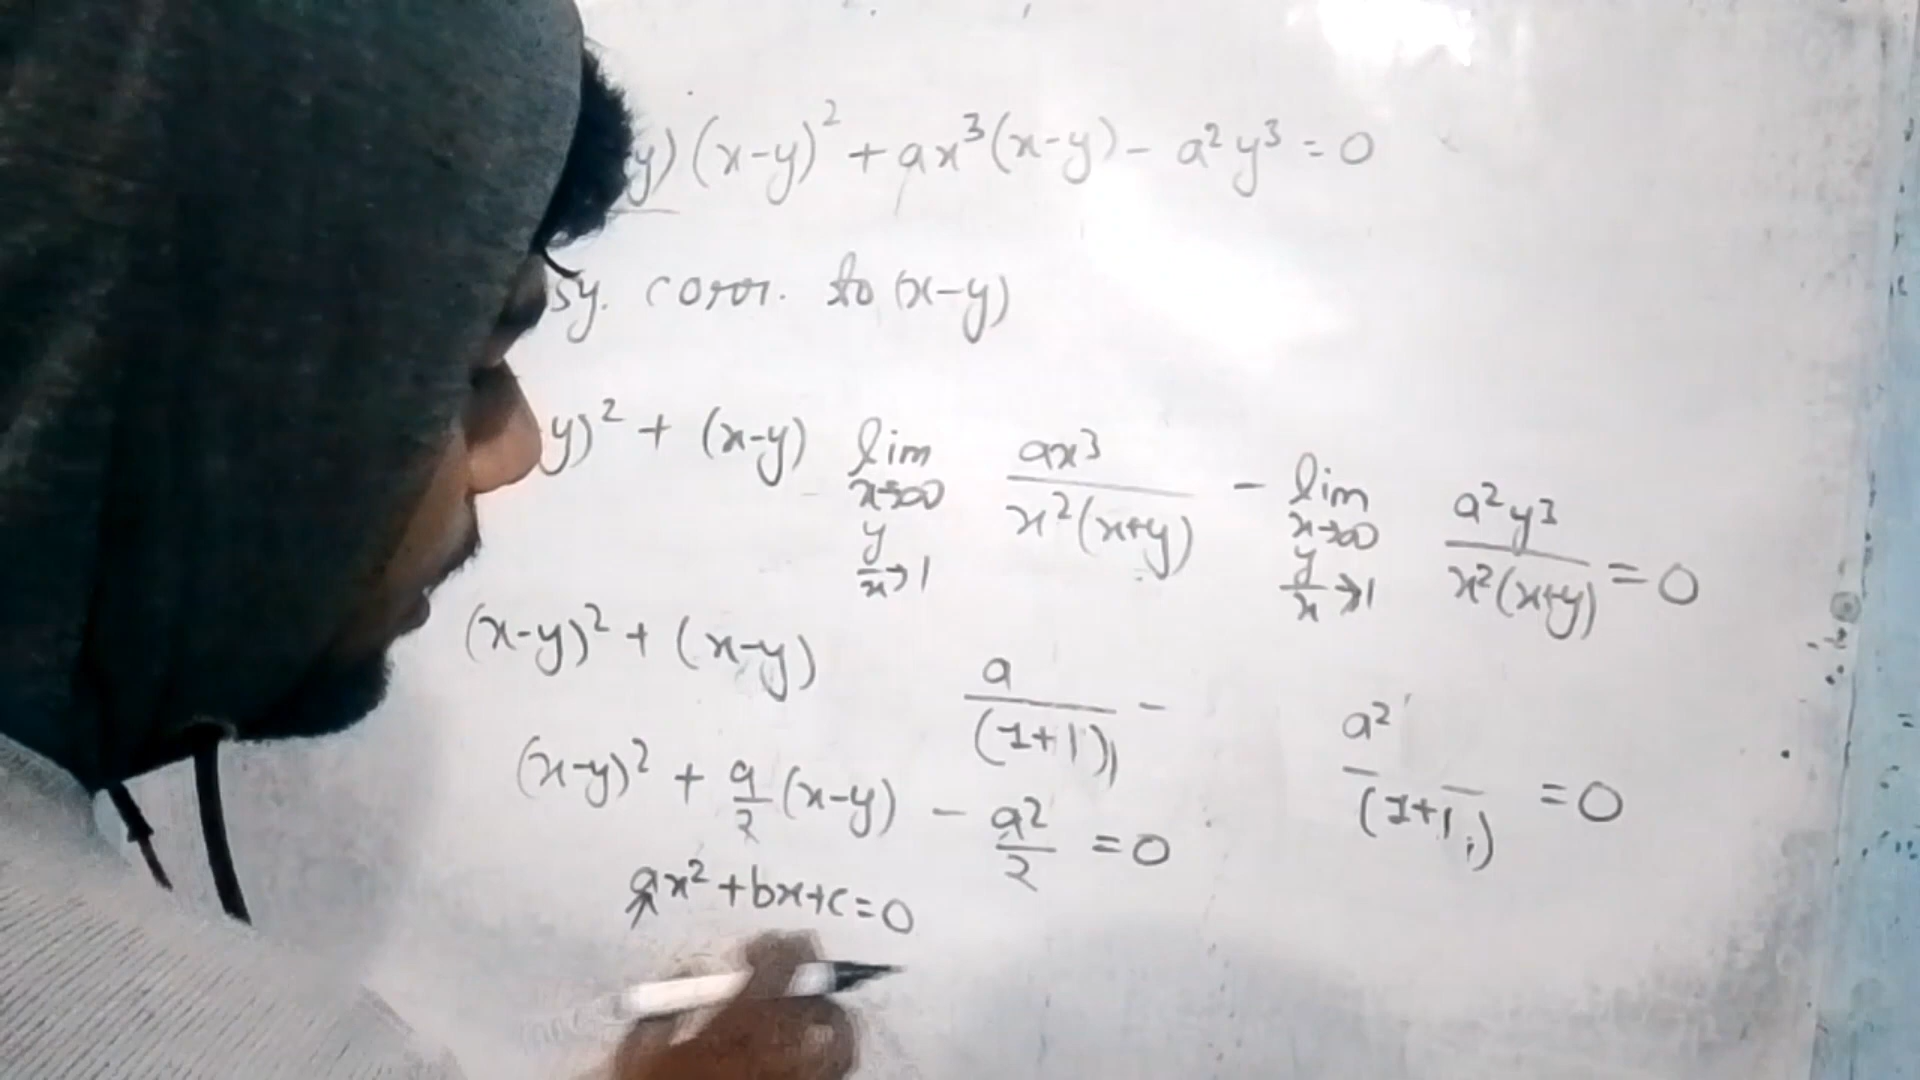 y) (x-y)² + ax³(x-y) - a²y³ = 0
sy. corr. to (x-y)
y)² + (x-y) lim x→∞ y/x→1 ax³/x²(x+y) - lim x→∞ y/x→1 a²y³/x²(x+y) = 0
(x-y)² + (x-y) a/(1+1) - a²/(1+1) = 0
(x-y)² + a/2 (x-y) - a²/2 = 0
ax² + bx + c = 0